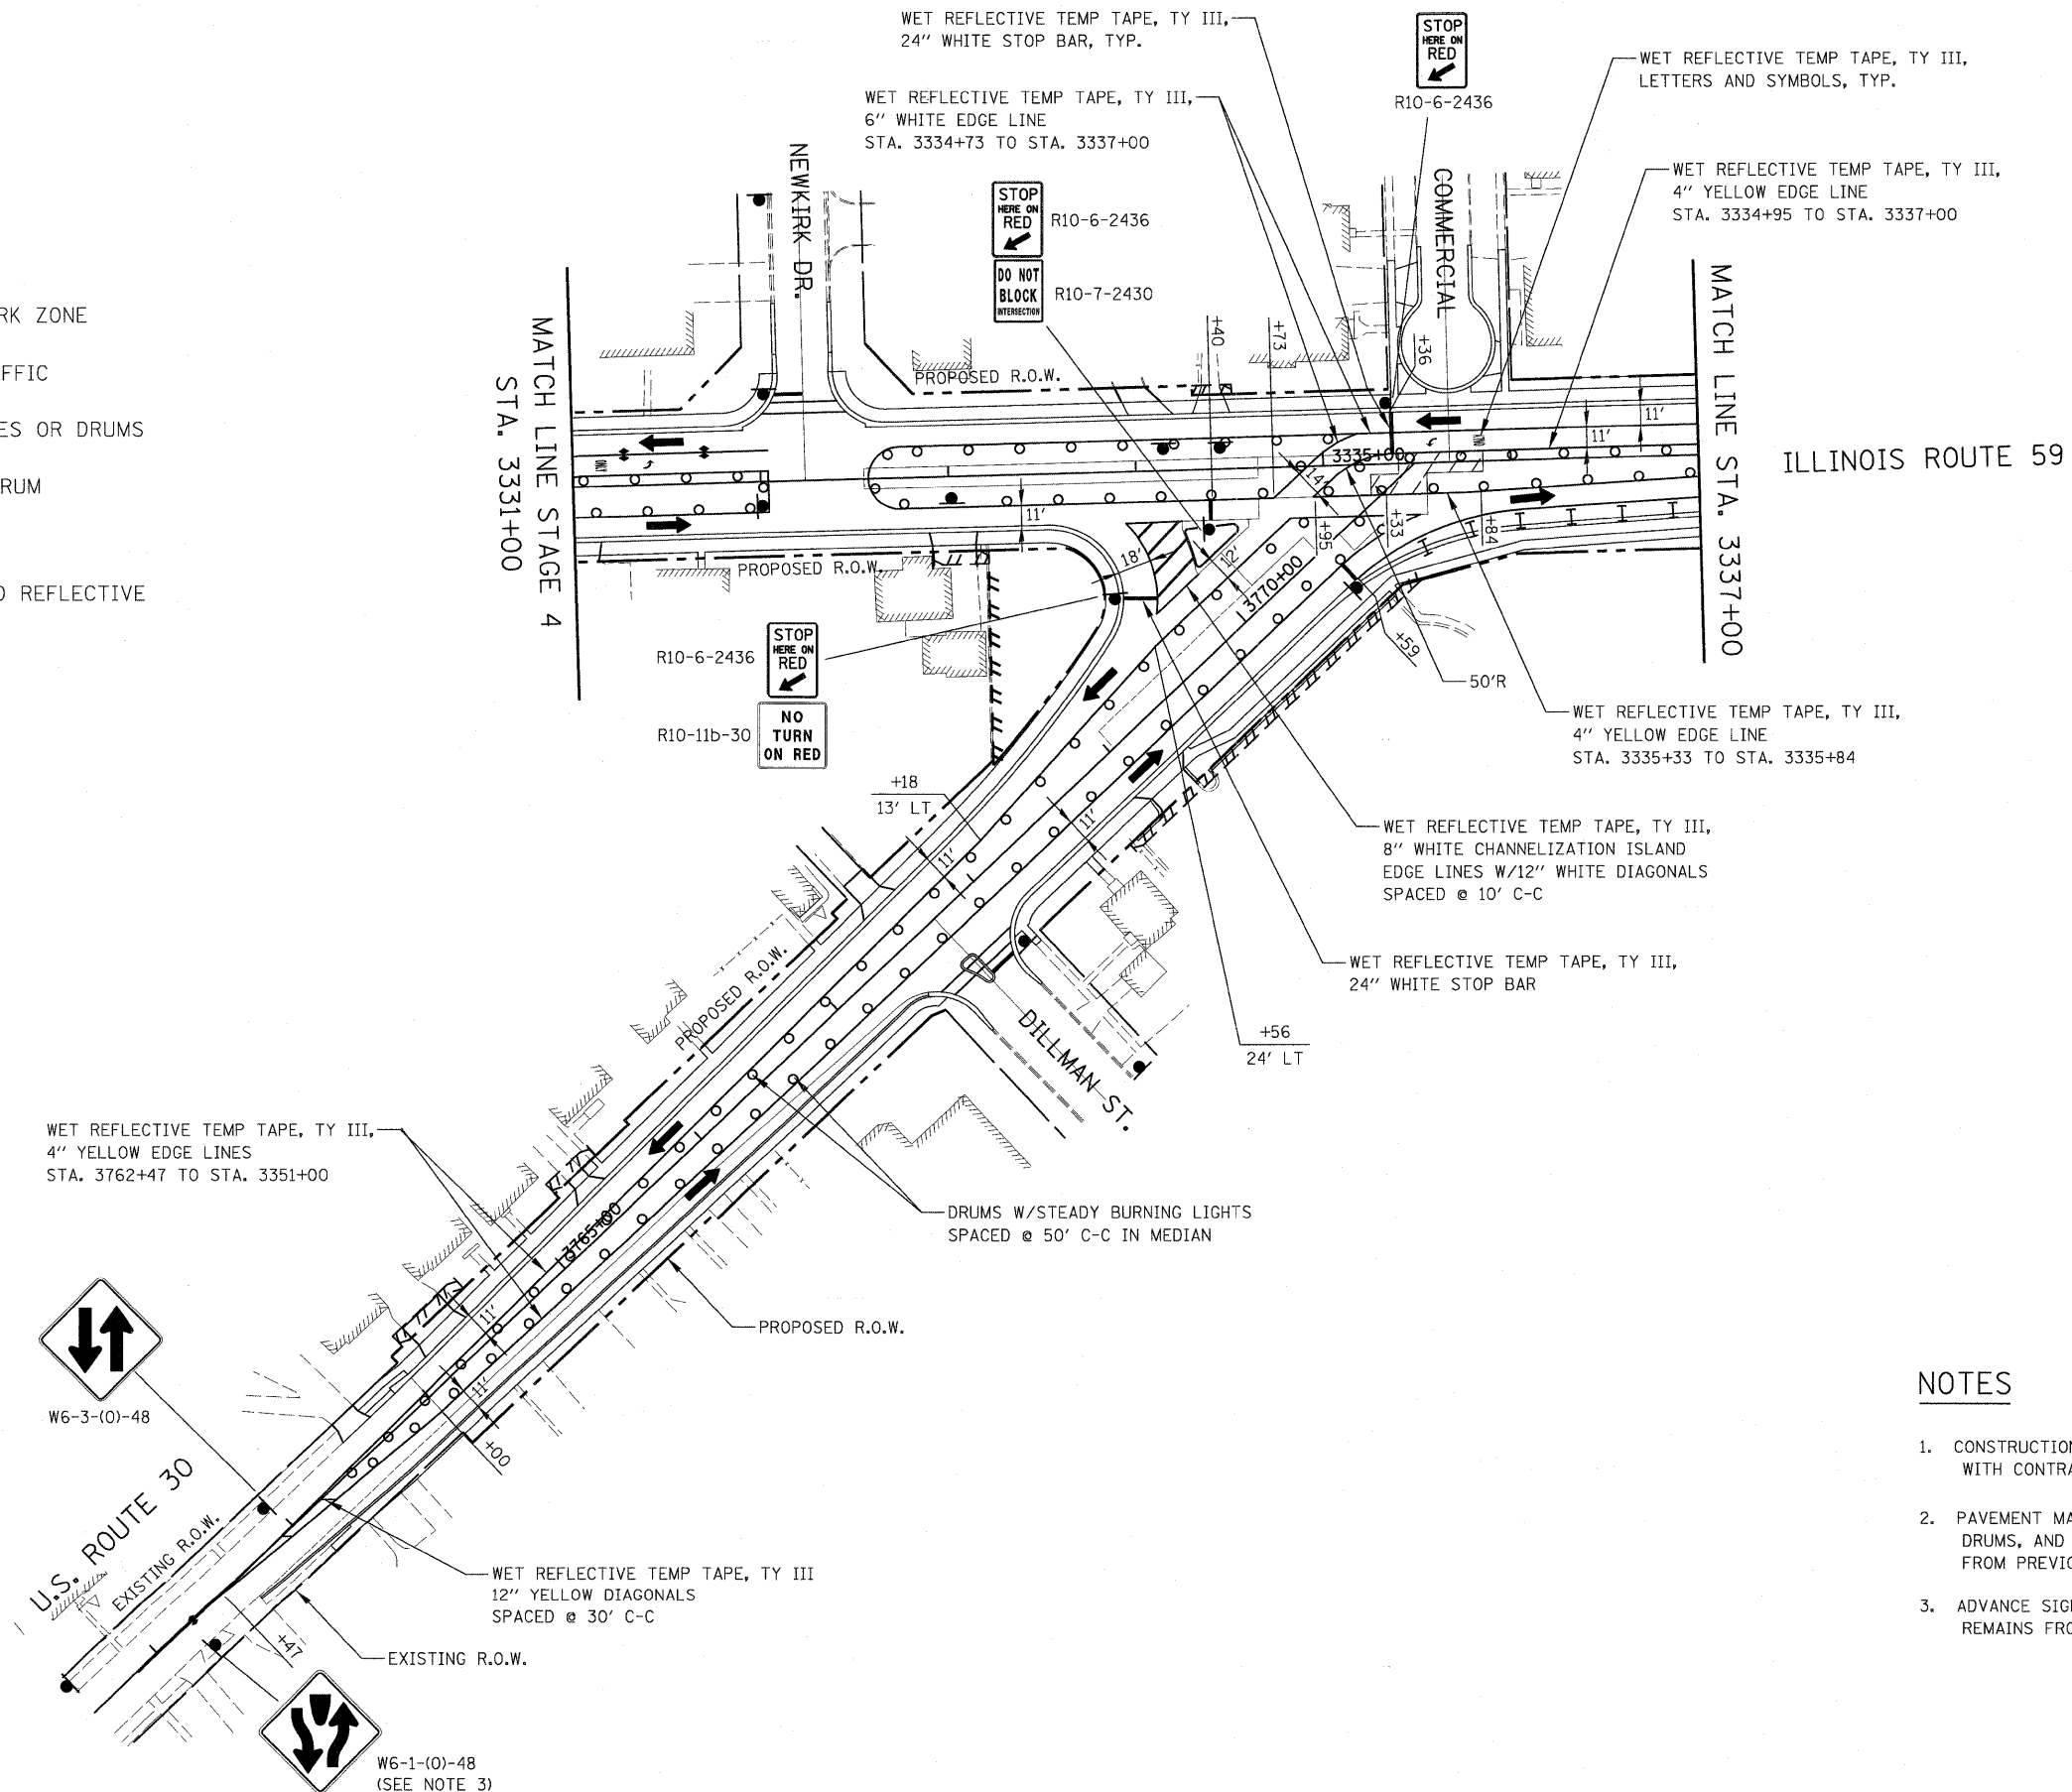 WET REFLECTIVE TEMP TAPE, TY III,
24" WHITE STOP BAR, TYP.
STOP
HERE ON
RED
R10-6-2436
WET REFLECTIVE TEMP TAPE, TY III,
LETTERS AND SYMBOLS, TYP.
WET REFLECTIVE TEMP TAPE, TY III,
6" WHITE EDGE LINE
STA. 3334+73 TO STA. 3337+00
WET REFLECTIVE TEMP TAPE, TY III,
4" YELLOW EDGE LINE
STA. 3334+95 TO STA. 3337+00
NEWKIRK DR.
COMMERCIAL
STOP
HERE ON
RED
R10-6-2436
DO NOT
BLOCK
INTERSECTION
R10-7-2430
RK ZONE
FFIC
ES OR DRUMS
RUM
O REFLECTIVE
MATCH LINE STAGE 4
STA. 3331+00
MATCH LINE STA. 3337+00
ILLINOIS ROUTE 59
+40
+73
+36
PROPOSED R.O.W.
11'
11'
ONLY
ONLY
3335+00
14'
11'
+95
+33
+84
PROPOSED R.O.W.
18'
12'
3770+00
+59
50'R
STOP
HERE ON
RED
R10-6-2436
NO
TURN
ON RED
R10-11b-30
WET REFLECTIVE TEMP TAPE, TY III,
4" YELLOW EDGE LINE
STA. 3335+33 TO STA. 3335+84
+18
13' LT
11'
11'
WET REFLECTIVE TEMP TAPE, TY III,
8" WHITE CHANNELIZATION ISLAND
EDGE LINES W/12" WHITE DIAGONALS
SPACED @ 10' C-C
WET REFLECTIVE TEMP TAPE, TY III,
24" WHITE STOP BAR
PROPOSED R.O.W.
DILLMAN ST.
+56
24' LT
WET REFLECTIVE TEMP TAPE, TY III,
4" YELLOW EDGE LINES
STA. 3762+47 TO STA. 3351+00
DRUMS W/STEADY BURNING LIGHTS
SPACED @ 50' C-C IN MEDIAN
3765+00
PROPOSED R.O.W.
11'
11'
+00
W6-3-(O)-48
U.S. ROUTE 30
EXISTING R.O.W.
WET REFLECTIVE TEMP TAPE, TY III
12" YELLOW DIAGONALS
SPACED @ 30' C-C
+47
EXISTING R.O.W.
W6-1-(O)-48
(SEE NOTE 3)
NOTES
1. CONSTRUCTION
WITH CONTRA
2. PAVEMENT MA
DRUMS, AND
FROM PREVIO
3. ADVANCE SIG
REMAINS FRO